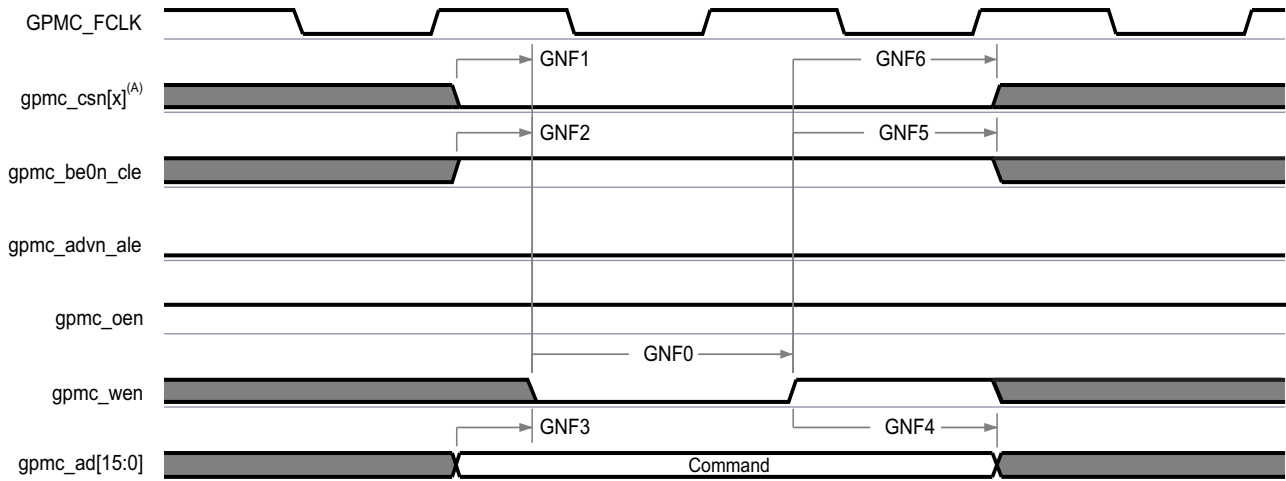 GPMC_FCLK
GNF1
GNF6
gpmc_csn[x](A)
GNF2
GNF5
gpmc_be0n_cle
gpmc_advn_ale
gpmc_oen
GNF0
gpmc_wen
GNF3
GNF4
gpmc_ad[15:0]
Command